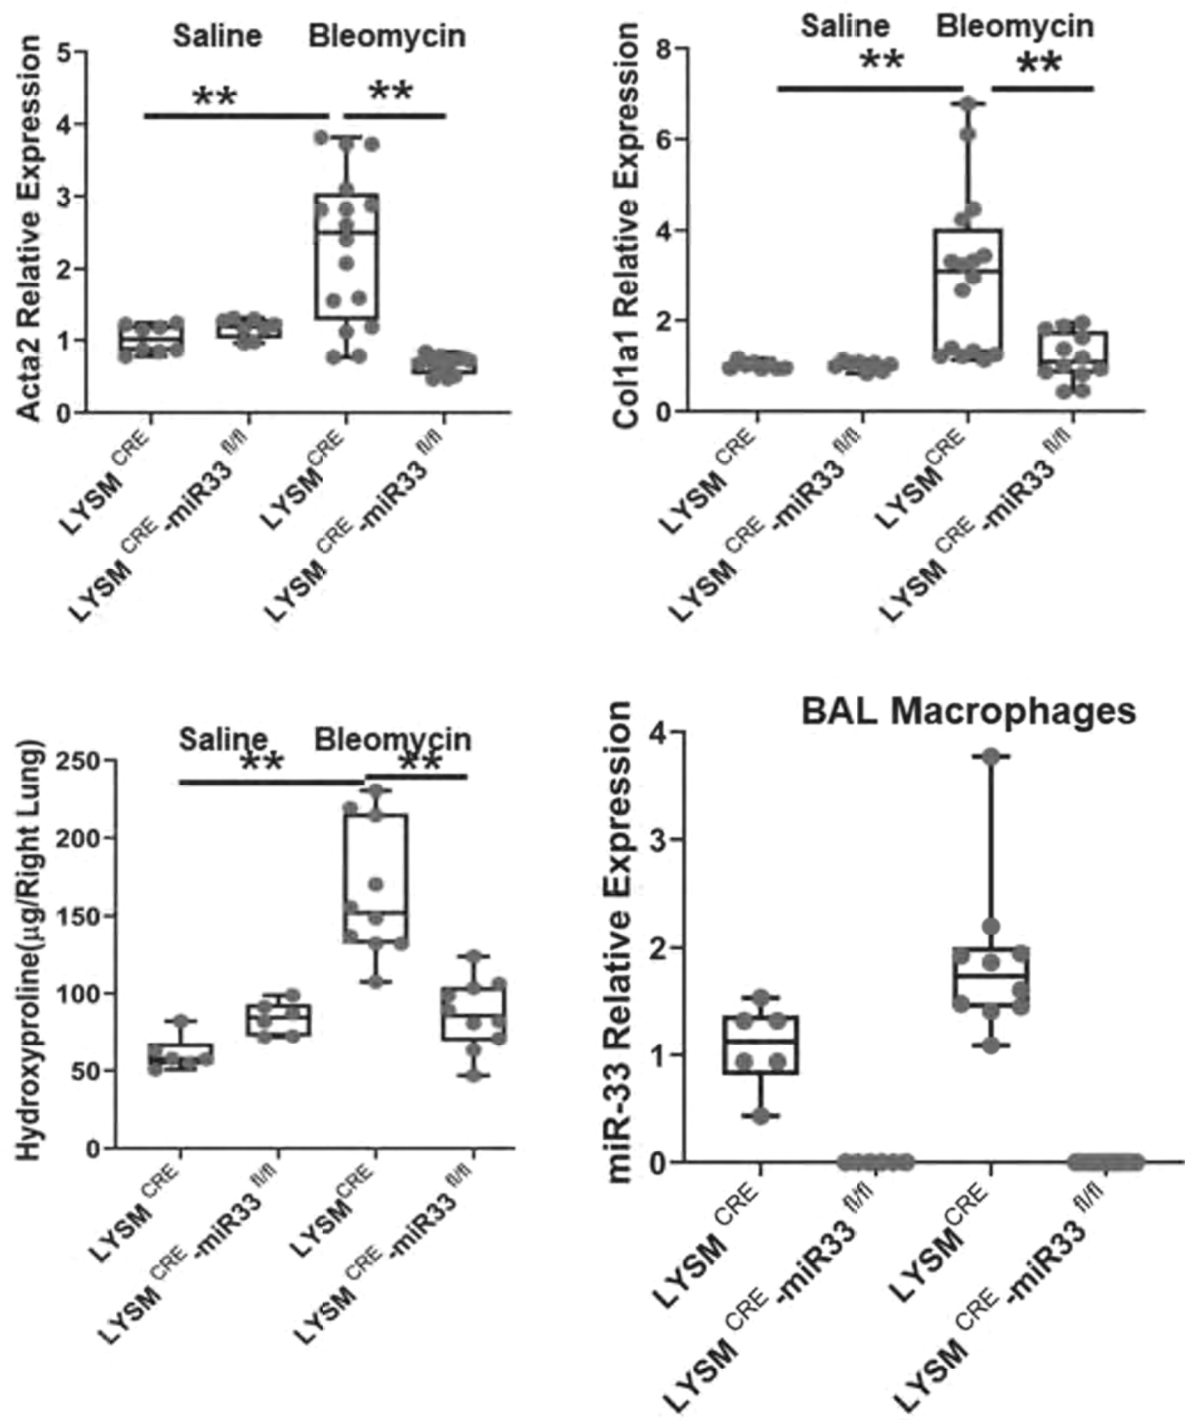 Saline Bleomycin
** **
Acta2 Relative Expression
5
4
3
2
1
0
LYSM CRE
LYSM CRE -miR33 fl/fl
LYSM CRE
LYSM CRE -miR33 fl/fl
Saline Bleomycin
** **
Col1a1 Relative Expression
8
6
4
2
0
LYSM CRE
LYSM CRE -miR33 fl/fl
LYSM CRE
LYSM CRE -miR33 fl/fl
Saline Bleomycin
** **
Hydroxyproline(µg/Right Lung)
250
200
150
100
50
0
LYSM CRE
LYSM CRE -miR33 fl/fl
LYSM CRE
LYSM CRE -miR33 fl/fl
BAL Macrophages
miR-33 Relative Expression
4
3
2
1
0
LYSM CRE
LYSM CRE -miR33 fl/fl
LYSM CRE
LYSM CRE -miR33 fl/fl